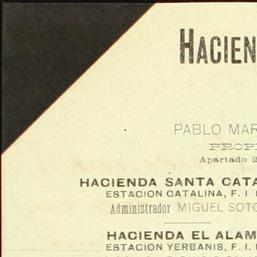 HACIEN
PABLO MAR
PROP
Apartado 2
HACIENDA SANTA CATA
ESTACION CATALINA, F. I.
Administrador MIGUEL SOTO
HACIENDA EL ALAM
ESTACION YERBANIS, F. I.